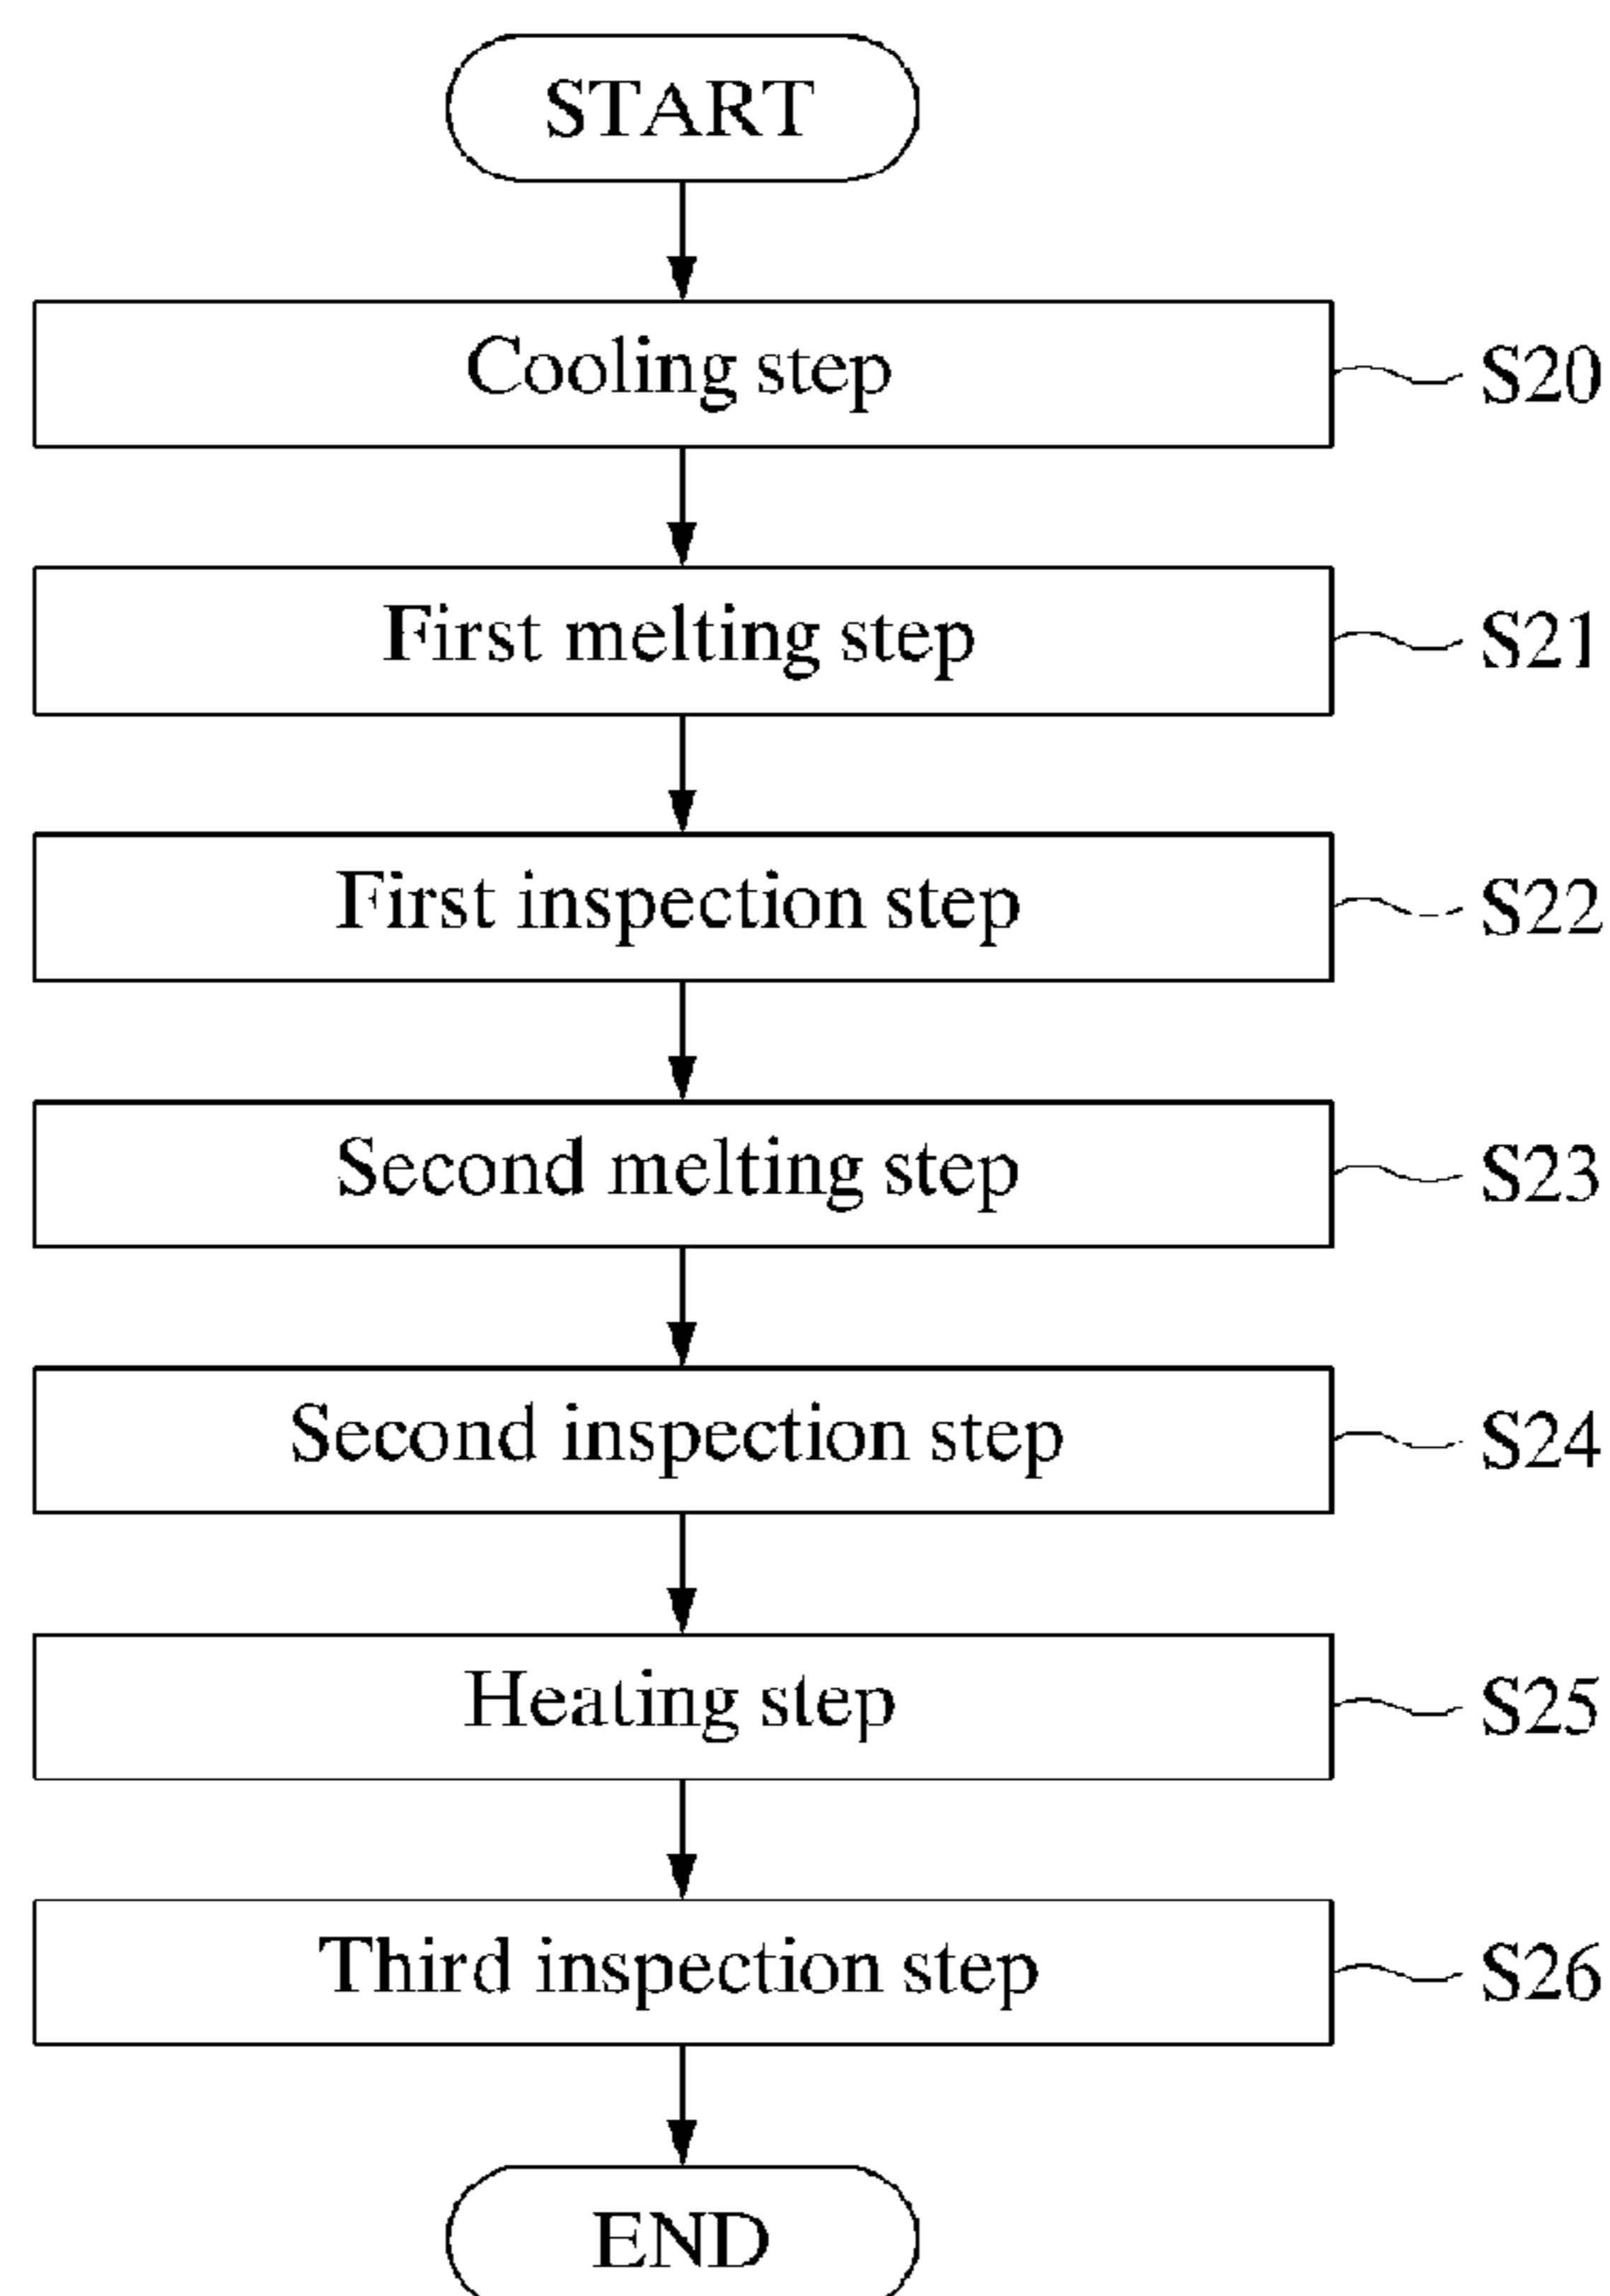 START
Cooling step S20
First melting step S21
First inspection step S22
Second melting step S23
Second inspection step S24
Heating step S25
Third inspection step S26
END